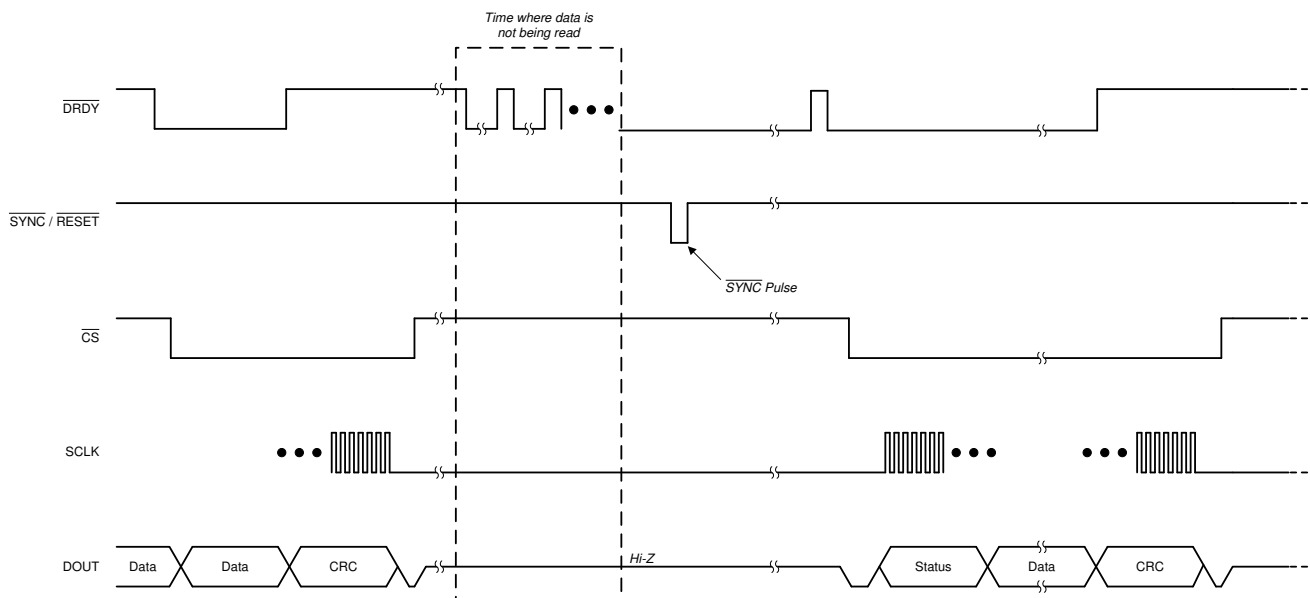 Time where data is
not being read
DRDY
SYNC / RESET
SYNC Pulse
CS
SCLK
Hi-Z
DOUT
Data
Data
CRC
Status
Data
CRC